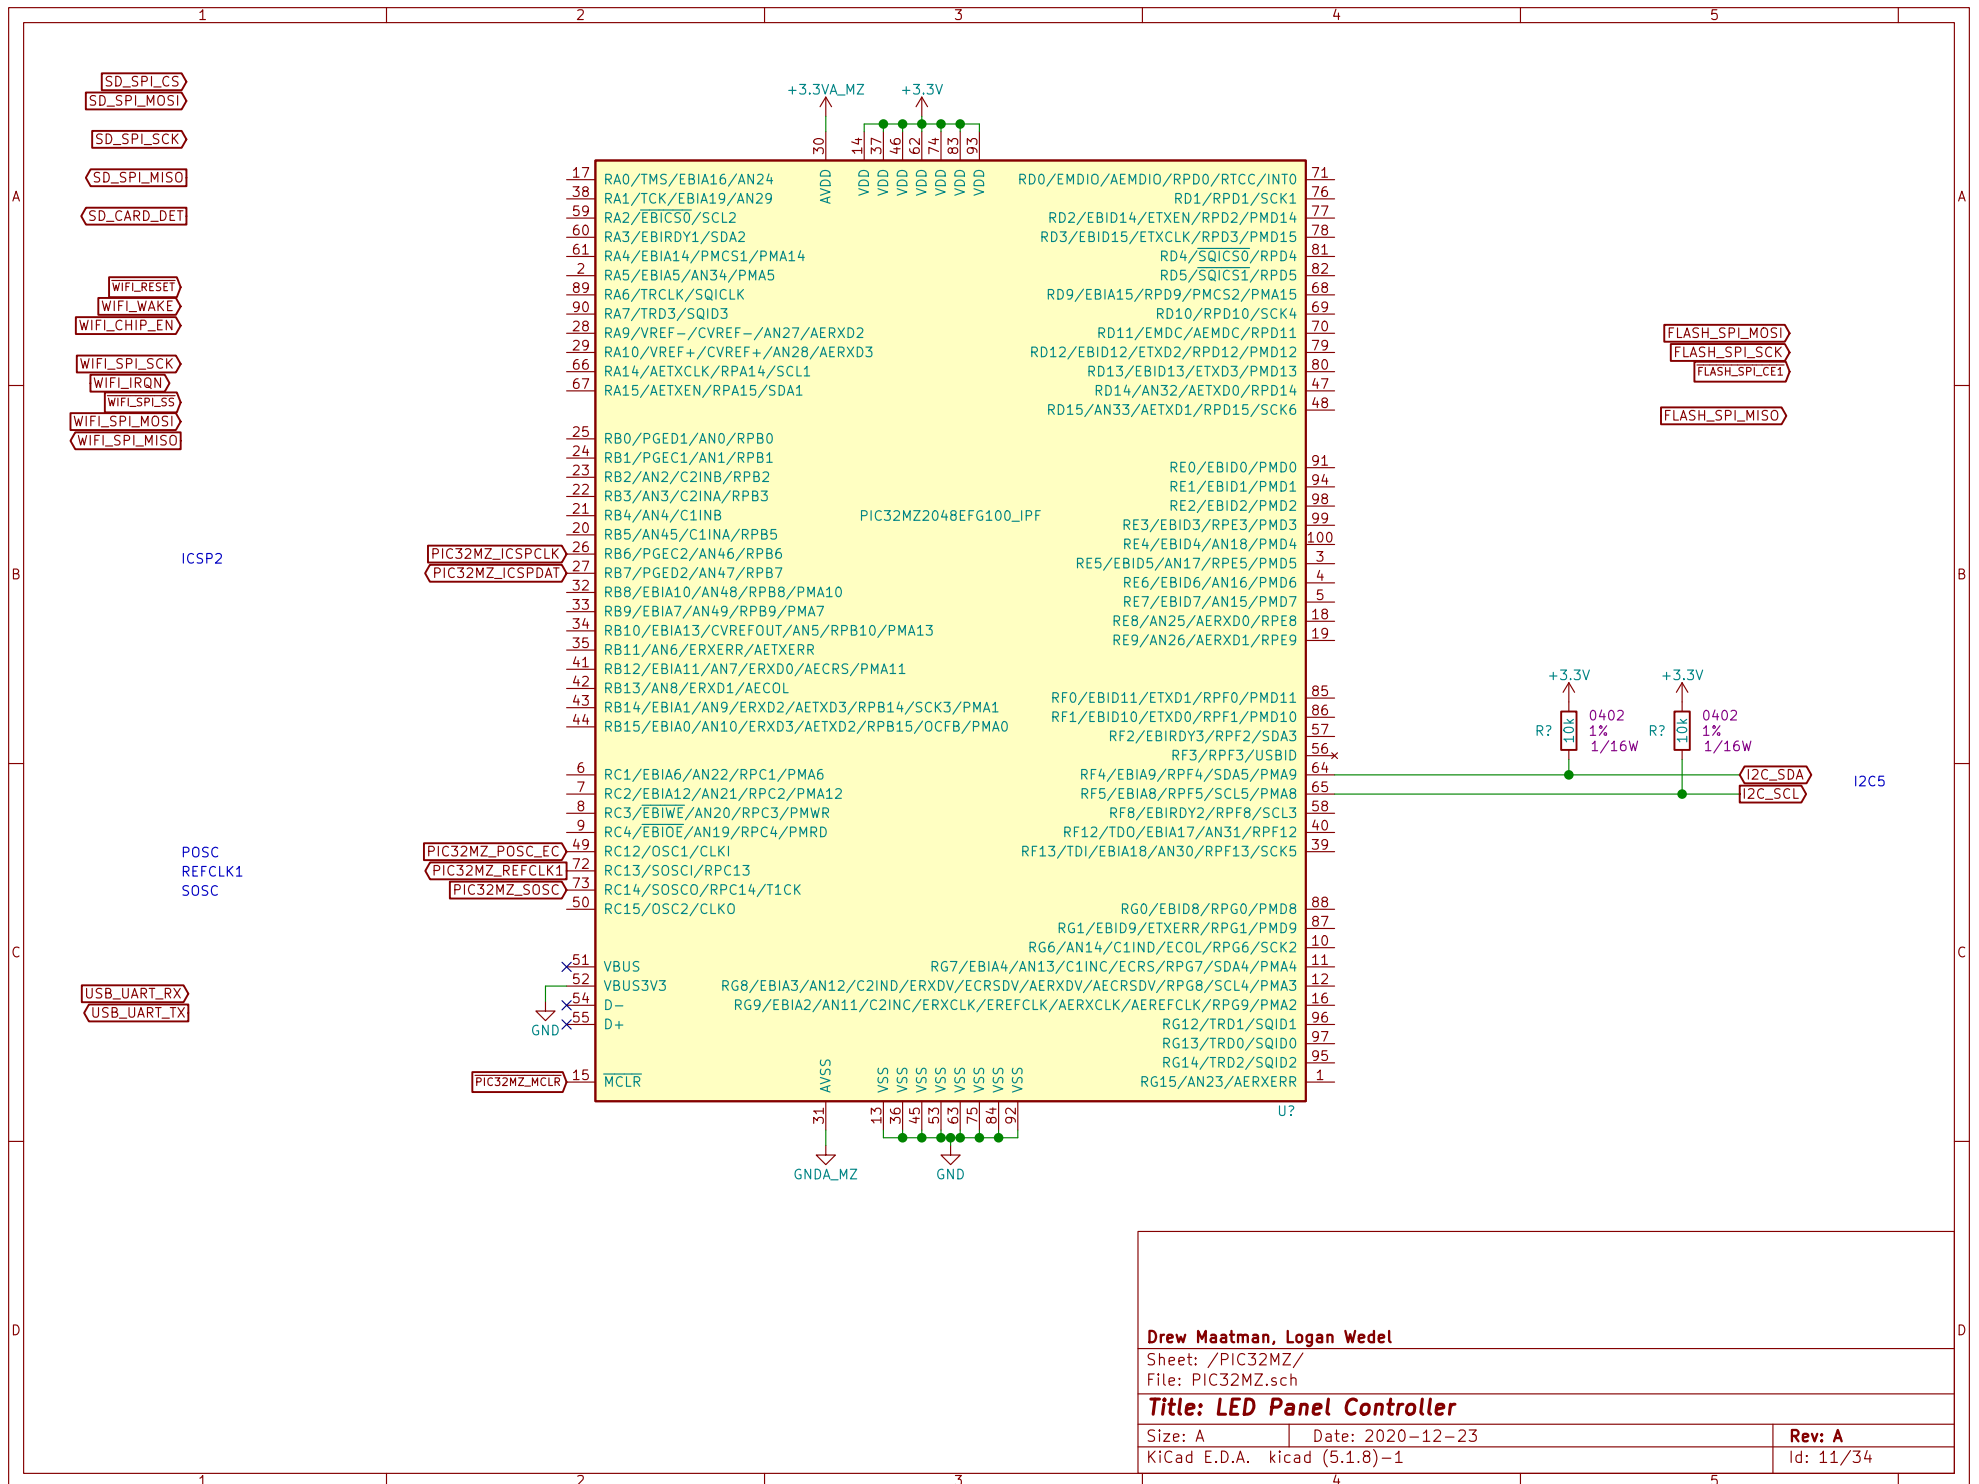 1 2 3 4 5
A
B
C
D
A
B
C
D
SD_SPI_CS
SD_SPI_MOSI
SD_SPI_SCK
SD_SPI_MISO
SD_CARD_DET
WIFI_RESET
WIFI_WAKE
WIFI_CHIP_EN
WIFI_SPI_SCK
WIFI_IRQN
WIFI_SPI_SS
WIFI_SPI_MOSI
WIFI_SPI_MISO
ICSP2
POSC
REFCLK1
SOSC
USB_UART_RX
USB_UART_TX
PIC32MZ_ICSPCLK
PIC32MZ_ICSPDAT
PIC32MZ_POSC_EC
PIC32MZ_REFCLK1
PIC32MZ_SOSC
GND
PIC32MZ_MCLR
+3.3VA_MZ
+3.3V
30 14 37 46 62 74 83 93
AVDD VDD VDD VDD VDD VDD VDD VDD
17 RA0/TMS/EBIA16/AN24
38 RA1/TCK/EBIA19/AN29
59 RA2/EBICS0/SCL2
60 RA3/EBIRDY1/SDA2
61 RA4/EBIA14/PMCS1/PMA14
2 RA5/EBIA5/AN34/PMA5
89 RA6/TRCLK/SQICLK
90 RA7/TRD3/SQID3
28 RA9/VREF-/CVREF-/AN27/AERXD2
29 RA10/VREF+/CVREF+/AN28/AERXD3
66 RA14/AETXCLK/RPA14/SCL1
67 RA15/AETXEN/RPA15/SDA1
25 RB0/PGED1/AN0/RPB0
24 RB1/PGEC1/AN1/RPB1
23 RB2/AN2/C2INB/RPB2
22 RB3/AN3/C2INA/RPB3
21 RB4/AN4/C1INB
20 RB5/AN45/C1INA/RPB5
26 RB6/PGEC2/AN46/RPB6
27 RB7/PGED2/AN47/RPB7
32 RB8/EBIA10/AN48/RPB8/PMA10
33 RB9/EBIA7/AN49/RPB9/PMA7
34 RB10/EBIA13/CVREFOUT/AN5/RPB10/PMA13
35 RB11/AN6/ERXERR/AETXERR
41 RB12/EBIA11/AN7/ERXD0/AECRS/PMA11
42 RB13/AN8/ERXD1/AECOL
43 RB14/EBIA1/AN9/ERXD2/AETXD3/RPB14/SCK3/PMA1
44 RB15/EBIA0/AN10/ERXD3/AETXD2/RPB15/OCFB/PMA0
6 RC1/EBIA6/AN22/RPC1/PMA6
7 RC2/EBIA12/AN21/RPC2/PMA12
8 RC3/EBIWE/AN20/RPC3/PMWR
9 RC4/EBIOE/AN19/RPC4/PMRD
49 RC12/OSC1/CLKI
72 RC13/SOSCI/RPC13
73 RC14/SOSCO/RPC14/T1CK
50 RC15/OSC2/CLKO
51 VBUS
52 VBUS3V3
54 D-
55 D+
15 MCLR
PIC32MZ2048EFG100_IPF
RD0/EMDIO/AEMDIO/RPD0/RTCC/INT0 71
RD1/RPD1/SCK1 76
RD2/EBID14/ETXEN/RPD2/PMD14 77
RD3/EBID15/ETXCLK/RPD3/PMD15 78
RD4/SQICS0/RPD4 81
RD5/SQICS1/RPD5 82
RD9/EBIA15/RPD9/PMCS2/PMA15 68
RD10/RPD10/SCK4 69
RD11/EMDC/AEMDC/RPD11 70
RD12/EBID12/ETXD2/RPD12/PMD12 79
RD13/EBID13/ETXD3/PMD13 80
RD14/AN32/AETXD0/RPD14 47
RD15/AN33/AETXD1/RPD15/SCK6 48
RE0/EBID0/PMD0 91
RE1/EBID1/PMD1 94
RE2/EBID2/PMD2 98
RE3/EBID3/RPE3/PMD3 99
RE4/EBID4/AN18/PMD4 100
RE5/EBID5/AN17/RPE5/PMD5 3
RE6/EBID6/AN16/PMD6 4
RE7/EBID7/AN15/PMD7 5
RE8/AN25/AERXD0/RPE8 18
RE9/AN26/AERXD1/RPE9 19
RF0/EBID11/ETXD1/RPF0/PMD11 85
RF1/EBID10/ETXD0/RPF1/PMD10 86
RF2/EBIRDY3/RPF2/SDA3 57
RF3/RPF3/USBID 56
RF4/EBIA9/RPF4/SDA5/PMA9 64
RF5/EBIA8/RPF5/SCL5/PMA8 65
RF8/EBIRDY2/RPF8/SCL3 58
RF12/TDO/EBIA17/AN31/RPF12 40
RF13/TDI/EBIA18/AN30/RPF13/SCK5 39
RG0/EBID8/RPG0/PMD8 88
RG1/EBID9/ETXERR/RPG1/PMD9 87
RG6/AN14/C1IND/ECOL/RPG6/SCK2 10
RG7/EBIA4/AN13/C1INC/ECRS/RPG7/SDA4/PMA4 11
RG8/EBIA3/AN12/C2IND/ERXDV/ECRSDV/AERXDV/AECRSDV/RPG8/SCL4/PMA3 12
RG9/EBIA2/AN11/C2INC/ERXCLK/EREFCLK/AERXCLK/AEREFCLK/RPG9/PMA2 16
RG12/TRD1/SQID1 96
RG13/TRD0/SQID0 97
RG14/TRD2/SQID2 95
RG15/AN23/AERXERR 1
AVSS VSS VSS VSS VSS VSS VSS VSS VSS
31 13 36 45 53 63 75 84 92
U?
GNDA_MZ
GND
FLASH_SPI_MOSI
FLASH_SPI_SCK
FLASH_SPI_CE1
FLASH_SPI_MISO
+3.3V +3.3V
R? 10k 0402 1% 1/16W
R? 10k 0402 1% 1/16W
I2C_SDA
I2C_SCL
I2C5
Drew Maatman, Logan Wedel
Sheet: /PIC32MZ/
File: PIC32MZ.sch
Title: LED Panel Controller
Size: A Date: 2020-12-23 Rev: A
KiCad E.D.A. kicad (5.1.8)-1 Id: 11/34
1 2 3 4 5